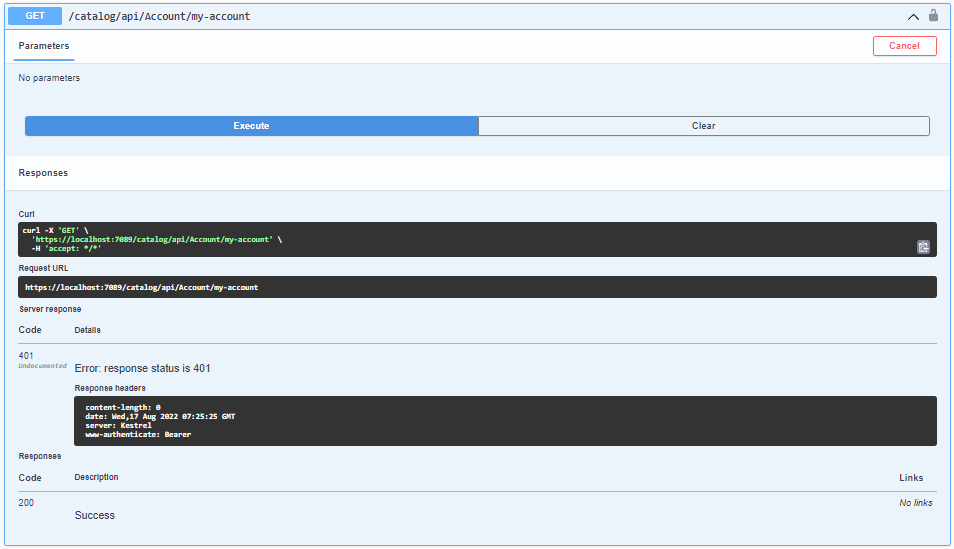 GET /catalog/api/Account/my-account
Parameters Cancel
No parameters
Execute Clear
Responses
Curl
curl -X 'GET' \
'https://localhost:7089/catalog/api/Account/my-account' \
-H 'accept: */*'
Request URL
https://localhost:7089/catalog/api/Account/my-account
Server response
Code Details
401
Undocumented
Error: response status is 401
Response headers
content-length: 0
date: Wed,17 Aug 2022 07:25:25 GMT
server: Kestrel
www-authenticate: Bearer
Responses
Code Description Links
200 No links
Success